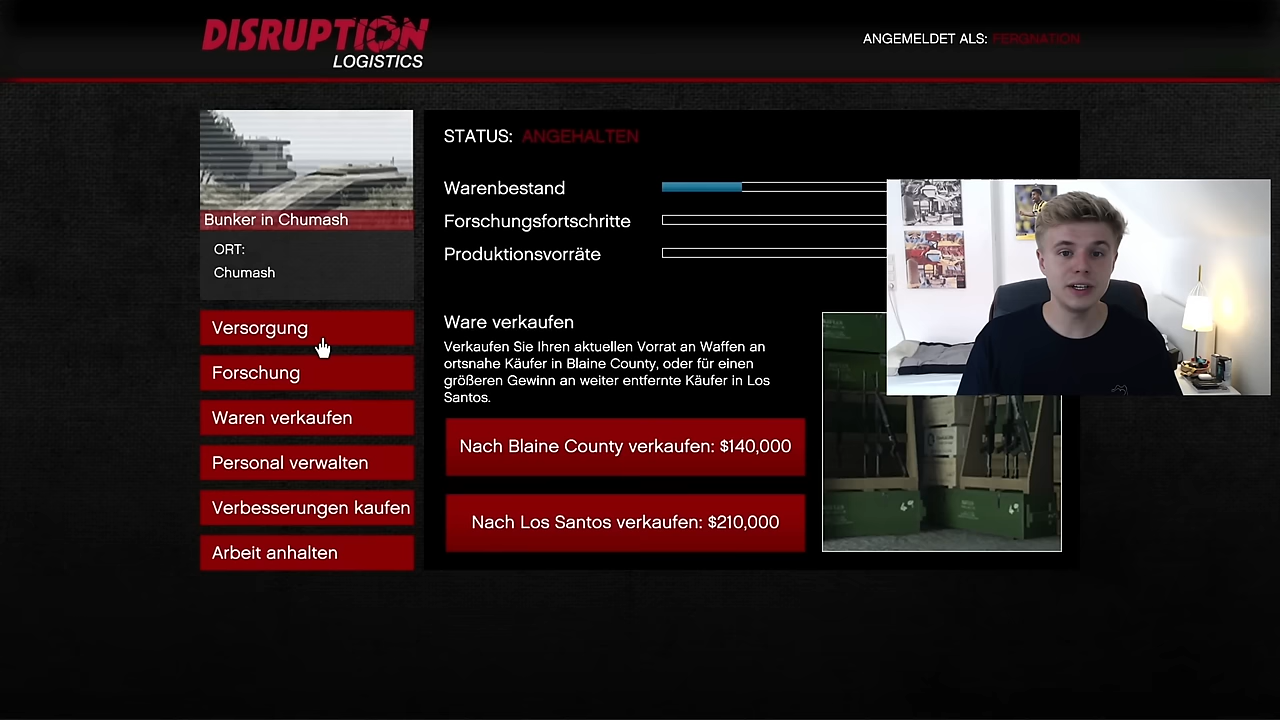 DISRUPTION
LOGISTICS
ANGEMELDET ALS: FERGNATION
Bunker in Chumash
ORT:
Chumash
Versorgung
Forschung
Waren verkaufen
Personal verwalten
Verbesserungen kaufen
Arbeit anhalten
STATUS: ANGEHALTEN
Warenbestand
Forschungsfortschritte
Produktionsvorräte
Ware verkaufen
Verkaufen Sie Ihren aktuellen Vorrat an Waffen an
ortsnahe Käufer in Blaine County, oder für einen
größeren Gewinn an weiter entfernte Käufer in Los
Santos.
Nach Blaine County verkaufen: $140,000
Nach Los Santos verkaufen: $210,000